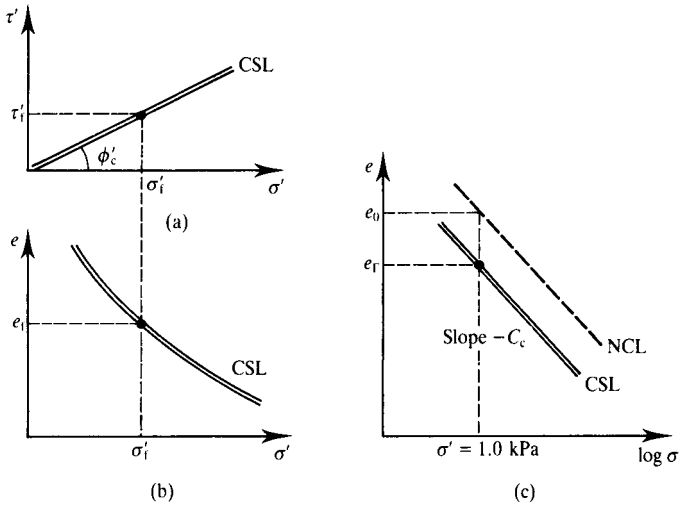 τ′
CSL
τ′f
ϕ′c
σ′f
σ′
(a)
e
ef
CSL
σ′f
σ′
(b)
e
e0
eΓ
Slope −Cc
NCL
CSL
σ′ = 1.0 kPa
log σ
(c)